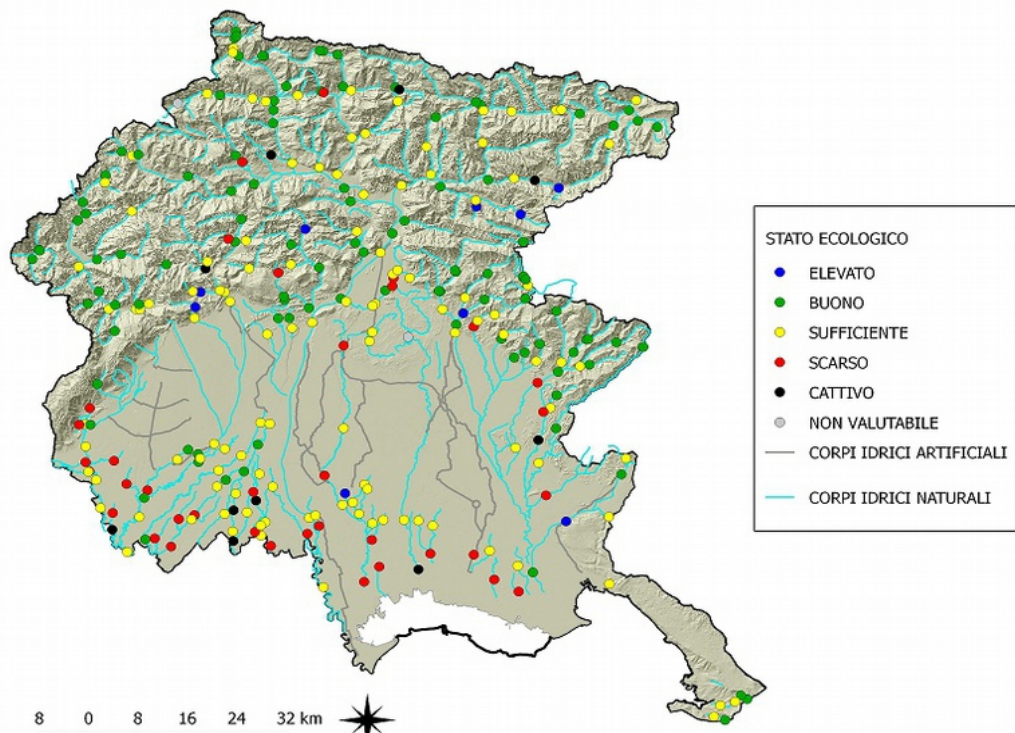 STATO ECOLOGICO
ELEVATO
BUONO
SUFFICIENTE
SCARSO
CATTIVO
NON VALUTABILE
CORPI IDRICI ARTIFICIALI
CORPI IDRICI NATURALI
8 0 8 16 24 32 km